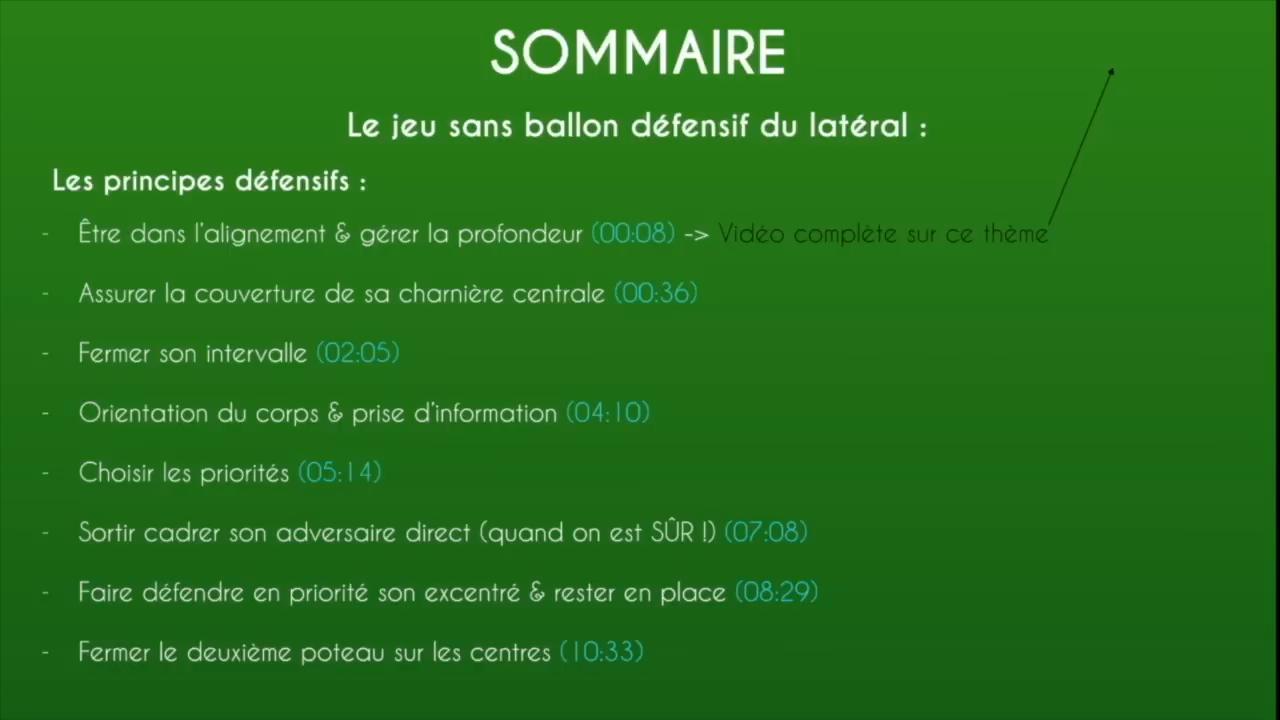 SOMMAIRE
Le jeu sans ballon défensif du latéral :
Les principes défensifs :
- Être dans l'alignement & gérer la profondeur (00:08) -> Vidéo complète sur ce thème
- Assurer la couverture de sa charnière centrale (00:36)
- Fermer son intervalle (02:05)
- Orientation du corps & prise d'information (04:10)
- Choisir les priorités (05:14)
- Sortir cadrer son adversaire direct (quand on est SÛR !) (07:08)
- Faire défendre en priorité son excentré & rester en place (08:29)
- Fermer le deuxième poteau sur les centres (10:33)